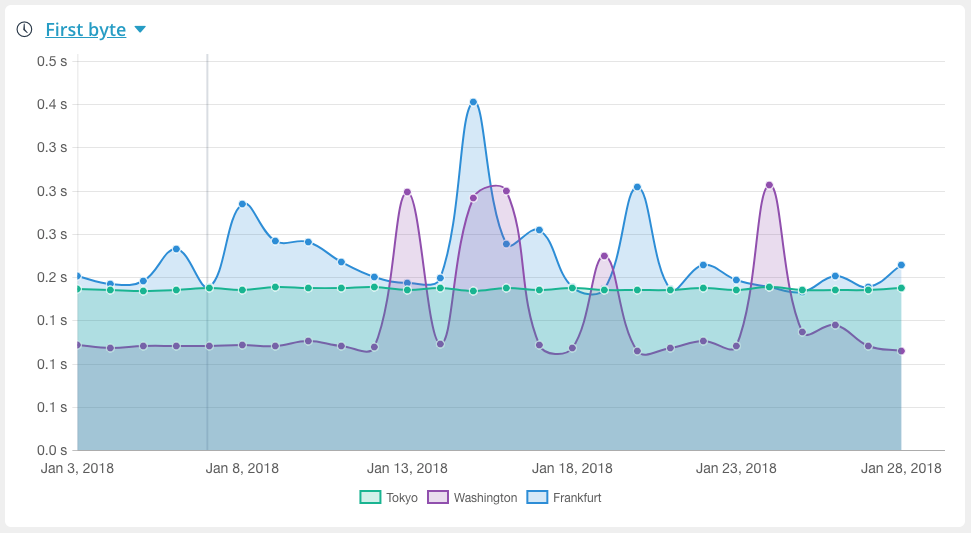 First byte
0.5 s
0.4 s
0.3 s
0.3 s
0.3 s
0.2 s
0.1 s
0.1 s
0.1 s
0.0 s
Jan 3, 2018 Jan 8, 2018 Jan 13, 2018 Jan 18, 2018 Jan 23, 2018 Jan 28, 2018
Tokyo Washington Frankfurt